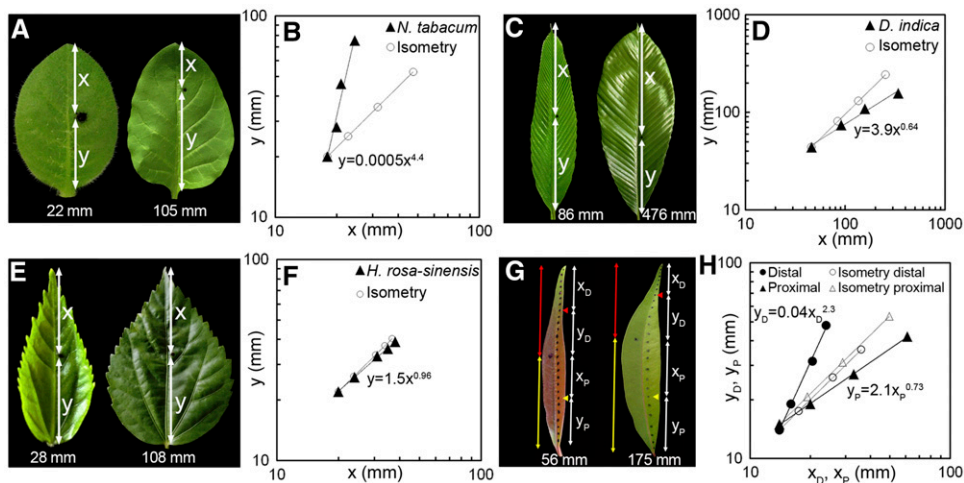 A
x
y
x
y
22 mm
105 mm
B
N. tabacum
Isometry
y=0.0005x^4.4
100
10
10
100
y (mm)
x (mm)
C
x
y
x
y
86 mm
476 mm
D
D. indica
Isometry
y=3.9x^0.64
1000
100
10
10
100
1000
y (mm)
x (mm)
E
x
y
x
y
28 mm
108 mm
F
H. rosa-sinensis
Isometry
y=1.5x^0.96
100
10
10
100
y (mm)
x (mm)
G
x_D
y_D
x_P
y_P
x_D
y_D
x_P
y_P
56 mm
175 mm
H
Distal
Proximal
Isometry distal
Isometry proximal
y_D=0.04x_D^2.3
y_P=2.1x_P^0.73
100
10
10
100
y_D, y_P (mm)
x_D, x_P (mm)